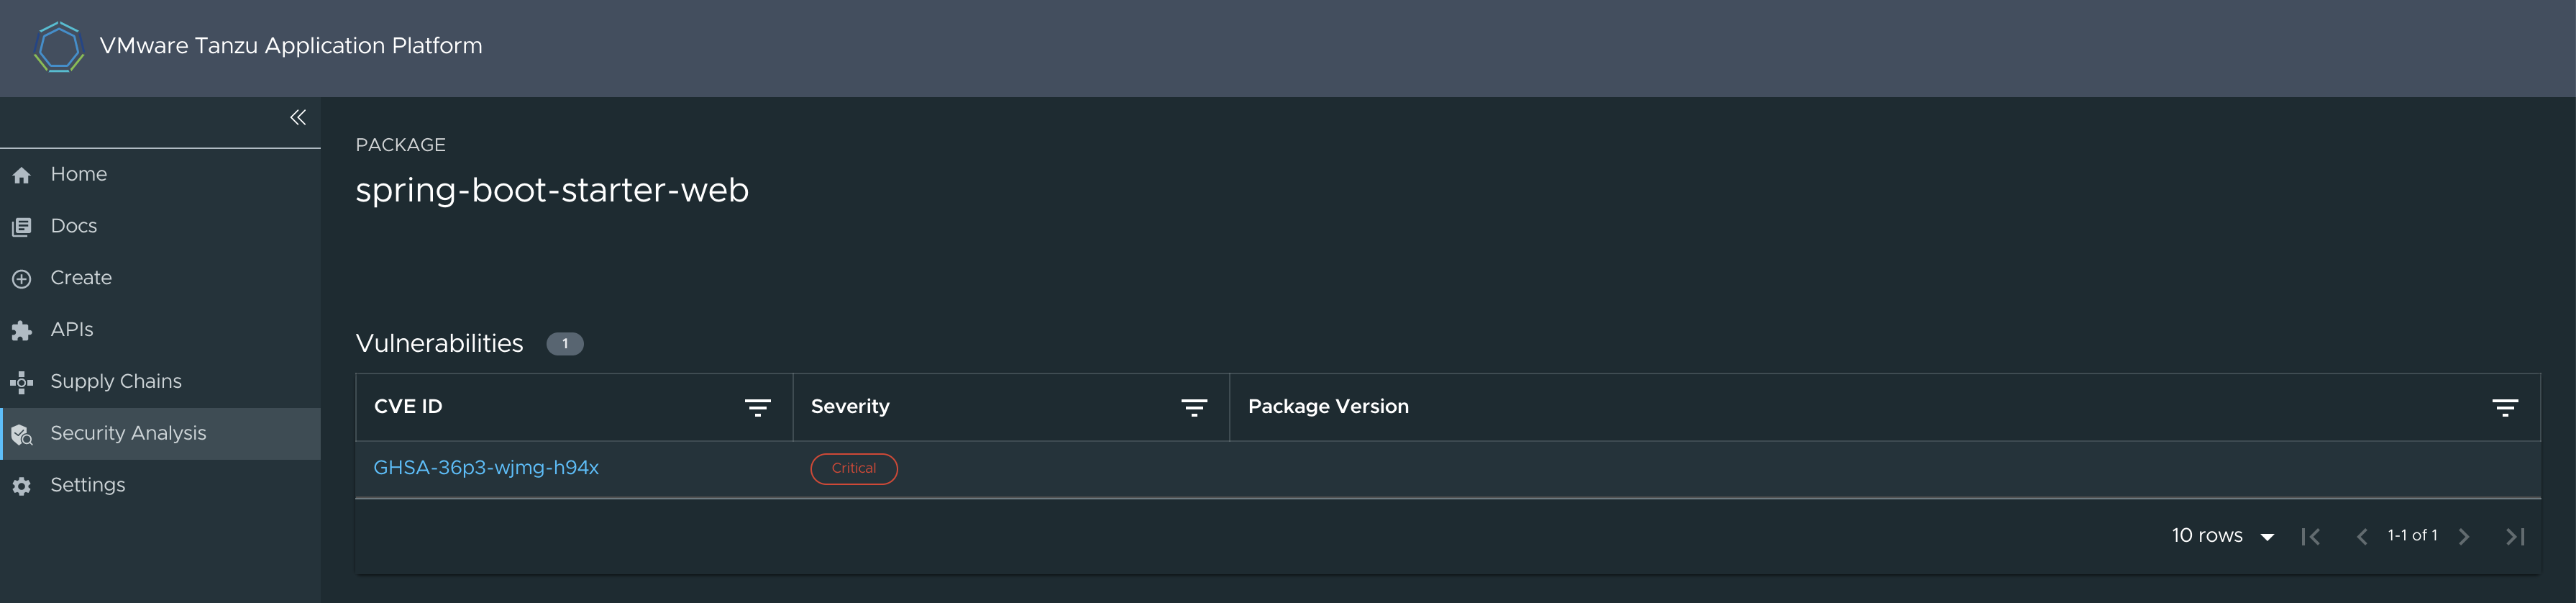 VMware Tanzu Application Platform
Home
Docs
Create
APIs
Supply Chains
Security Analysis
Settings
PACKAGE
spring-boot-starter-web
Vulnerabilities 1
CVE ID Severity Package Version
GHSA-36p3-wjmg-h94x Critical
10 rows 1-1 of 1